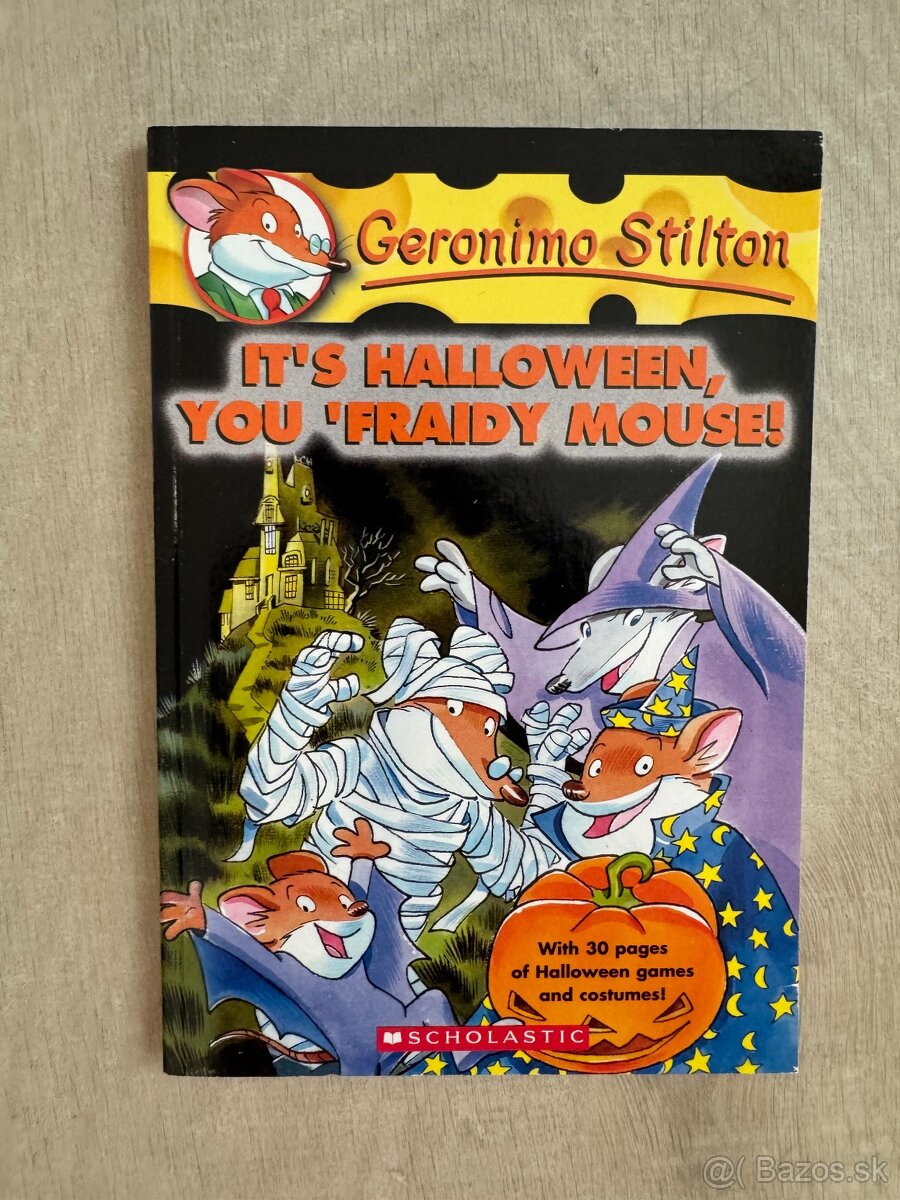 Geronimo Stilton
IT'S HALLOWEEN,
YOU 'FRAIDY MOUSE!
With 30 pages
of Halloween games
and costumes!
SCHOLASTIC
@( Bazos.sk